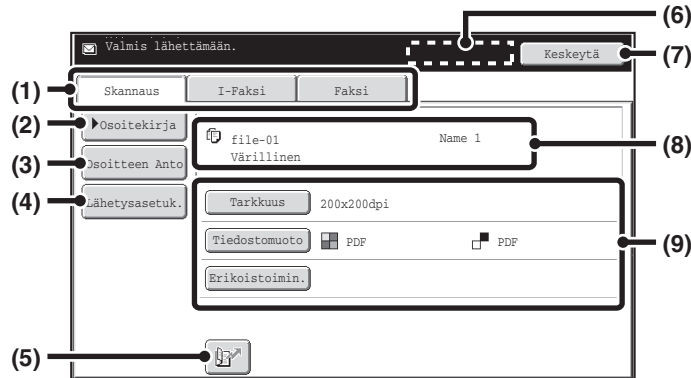 (6)
Valmis lähettämään.
Keskeytä
(7)
(1)
Skannaus
I-Faksi
Faksi
(2)
Osoitekirja
file-01
Name 1
Värillinen
(8)
(3)
Osoitteen Anto
(4)
Lähetysasetuk.
Tarkkuus
200x200dpi
Tiedostomuoto
PDF
PDF
(9)
Erikoistoimin.
(5)